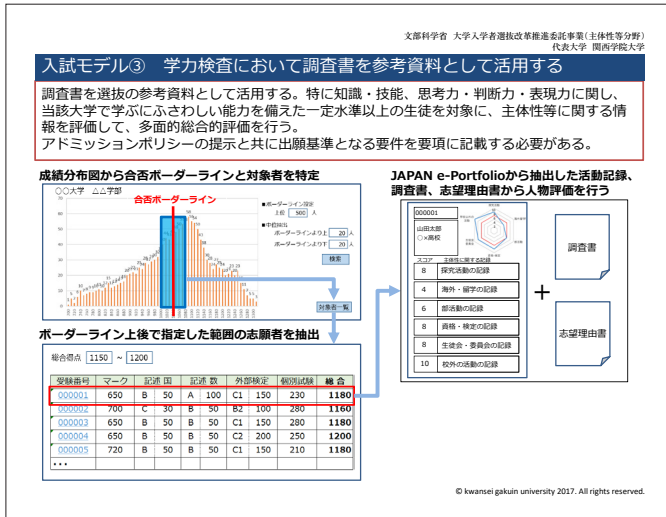 文部科学省 大学入学者選抜改革推進委託事業(主体性等分野)
代表大学 関西学院大学
入試モデル③ 学力検査において調査書を参考資料として活用する
調査書を選抜の参考資料として活用する。特に知識・技能、思考力・判断力・表現力に関し、
当該大学で学ぶにふさわしい能力を備えた一定水準以上の生徒を対象に、主体性等に関する情
報を評価して、多面的総合的評価を行う。
アドミッションポリシーの提示と共に出願基準となる要件を要項に記載する必要がある。
成績分布図から合否ボーダーラインと対象者を特定
〇〇大学 △△学部
合否ボーダーライン
70
60
50
40
30
20
10
0
■ボーダーライン設定
上位 500 人
■中位抽出
ボーダーラインより上 20 人
ボーダーラインより下 20 人
検索
対象者一覧
ボーダーライン上後で指定した範囲の志願者を抽出
総合得点 1150 ~ 1200
受験番号 マーク 記述 国 記述 数 外部検定 個別試験 総 合
000001 650 B 50 A 100 C1 150 230 1180
000002 700 C 30 B 50 B2 100 280 1160
000003 650 B 50 B 50 C1 150 280 1180
000004 650 B 50 B 50 C2 200 250 1200
000005 720 B 50 B 50 C1 150 210 1180
・・・
JAPAN e-Portfolioから抽出した活動記録、
調査書、志望理由書から人物評価を行う
000001
山田太郎
○×高校
スコア 主体性に関する記録
8 探究活動の記録
4 海外・留学の記録
6 部活動の記録
8 資格・検定の記録
8 生徒会・委員会の記録
10 校外の活動の記録
+
調査書
志望理由書
© kwansei gakuin university 2017. All rights reserved.